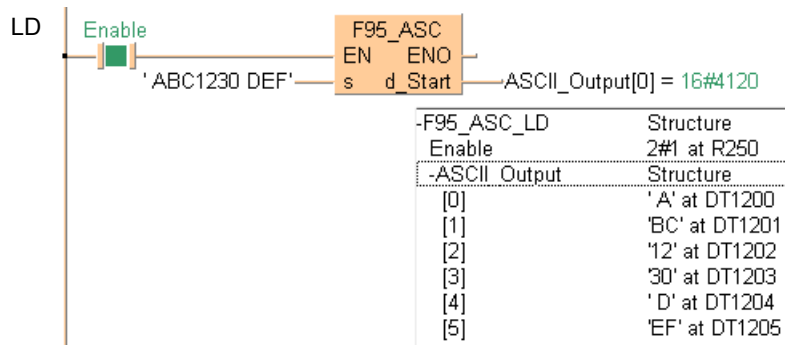 LD
Enable
F95_ASC
EN ENO
' ABC1230 DEF' s d_Start ASCII_Output[0] = 16#4120
-F95_ASC_LD Structure
Enable 2#1 at R250
-ASCII_Output Structure
[0] ' A' at DT1200
[1] 'BC' at DT1201
[2] '12' at DT1202
[3] '30' at DT1203
[4] ' D' at DT1204
[5] 'EF' at DT1205